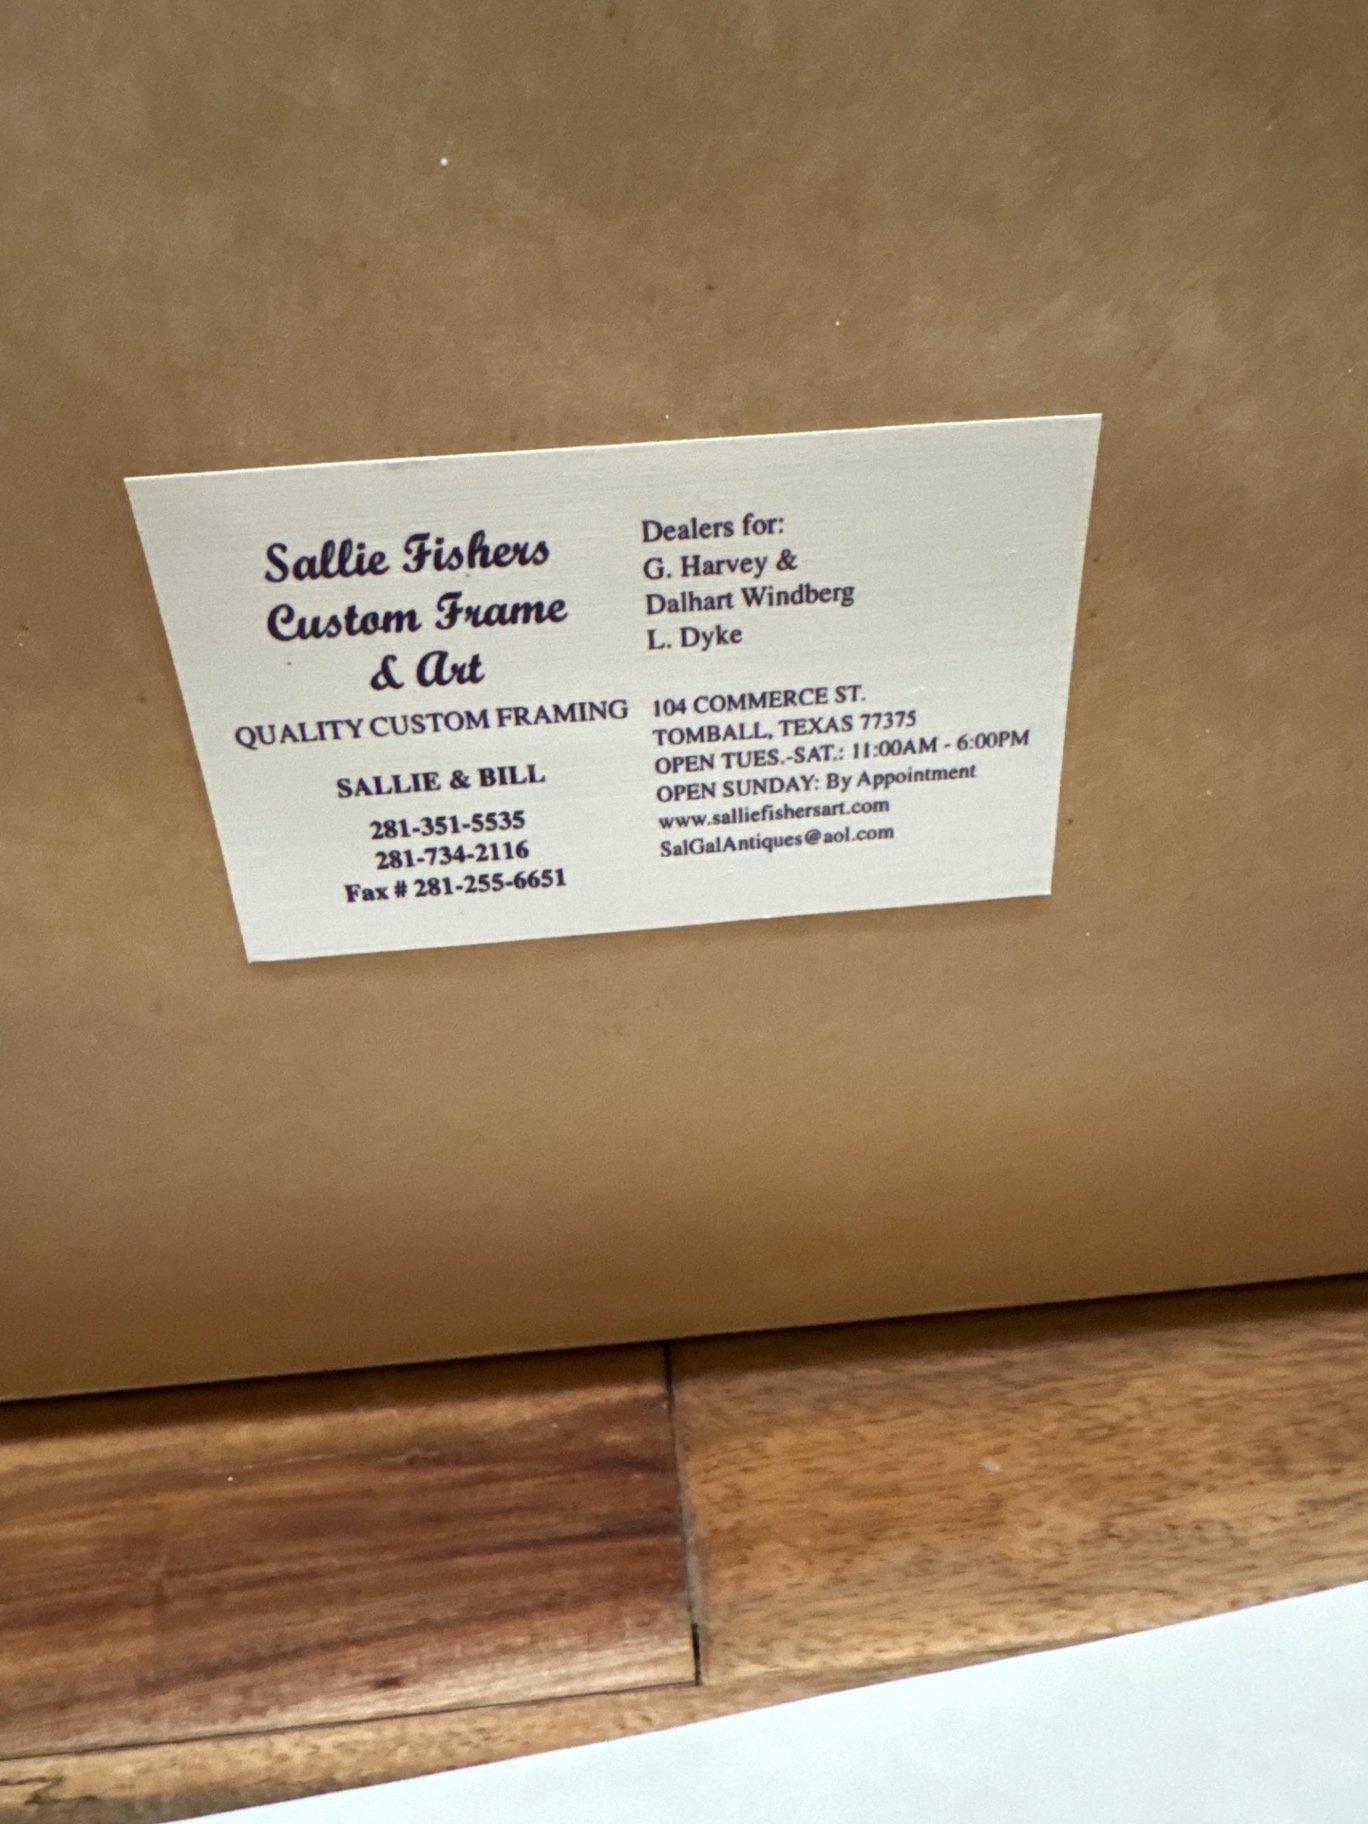 Sallie Fishers
Custom Frame
& Art
QUALITY CUSTOM FRAMING
SALLIE & BILL
281-351-5535
281-734-2116
Fax # 281-255-6651
Dealers for:
G. Harvey &
Dalhart Windberg
L. Dyke
104 COMMERCE ST.
TOMBALL, TEXAS 77375
OPEN TUES.-SAT.: 11:00AM - 6:00PM
OPEN SUNDAY: By Appointment
www.salliefishersart.com
SalGalAntiques@aol.com